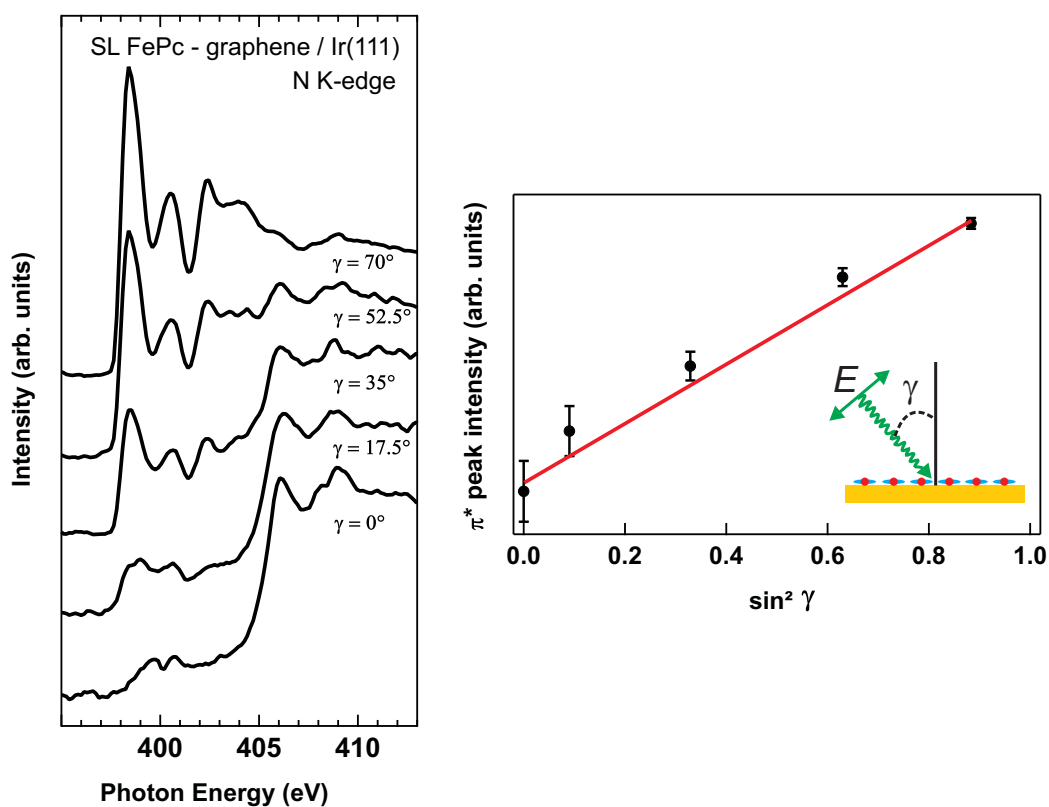 SL FePc - graphene / Ir(111)
N K-edge
γ = 70°
γ = 52.5°
γ = 35°
γ = 17.5°
γ = 0°
Intensity (arb. units)
400 405 410
Photon Energy (eV)
π* peak intensity (arb. units)
E
γ
0.0 0.2 0.4 0.6 0.8 1.0
sin² γ